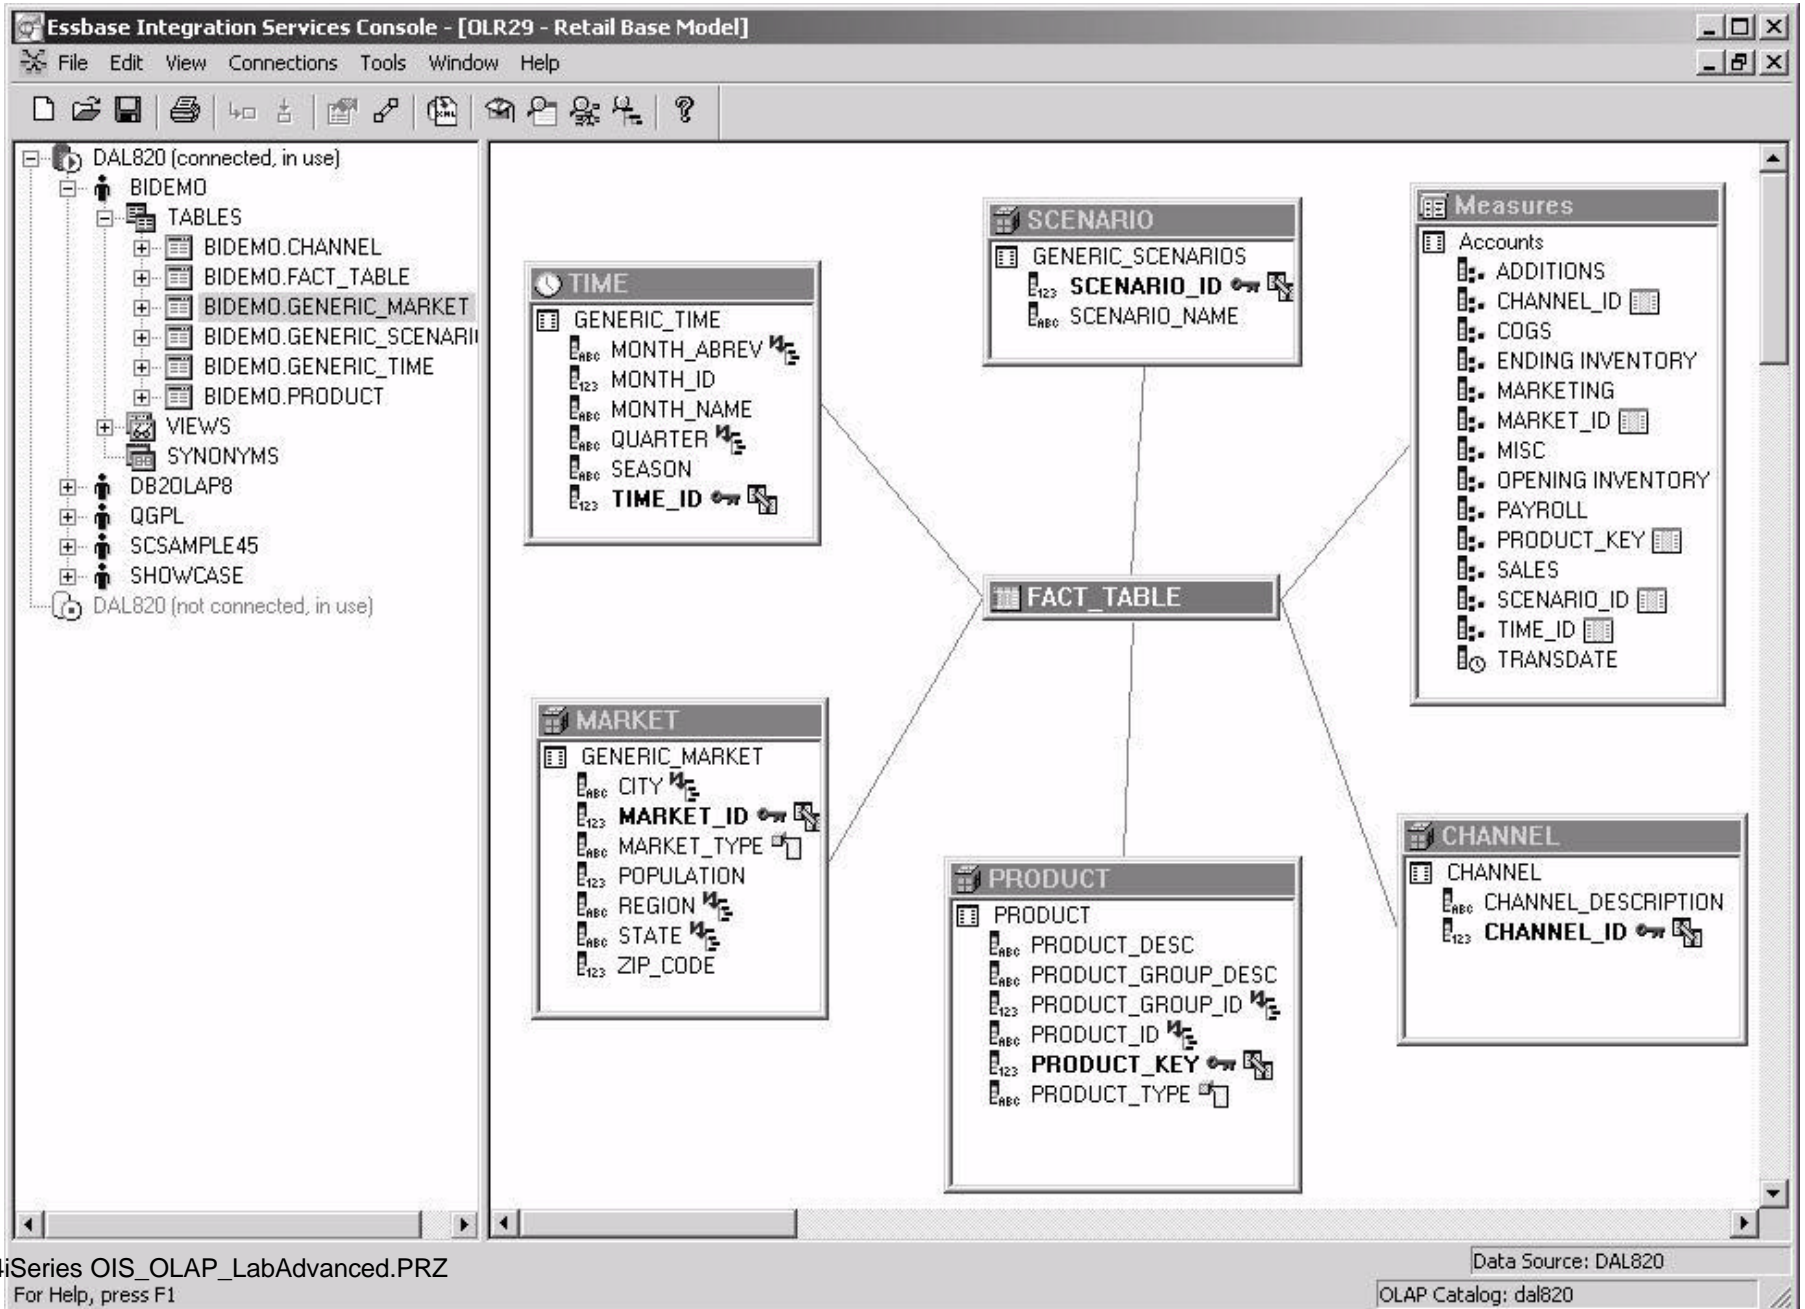 Essbase Integration Services Console - [OLR29 - Retail Base Model]
File Edit View Connections Tools Window Help
DAL820 (connected, in use)
BIDEMO
TABLES
BIDEMO.CHANNEL
BIDEMO.FACT_TABLE
BIDEMO.GENERIC_MARKET
BIDEMO.GENERIC_SCENARI
BIDEMO.GENERIC_TIME
BIDEMO.PRODUCT
VIEWS
SYNONYMS
DB2OLAP8
QGPL
SCSAMPLE45
SHOWCASE
DAL820 (not connected, in use)
TIME
GENERIC_TIME
MONTH_ABREV
MONTH_ID
MONTH_NAME
QUARTER
SEASON
TIME_ID
SCENARIO
GENERIC_SCENARIOS
SCENARIO_ID
SCENARIO_NAME
Measures
Accounts
ADDITIONS
CHANNEL_ID
COGS
ENDING INVENTORY
MARKETING
MARKET_ID
MISC
OPENING INVENTORY
PAYROLL
PRODUCT_KEY
SALES
SCENARIO_ID
TIME_ID
TRANSDATE
FACT_TABLE
MARKET
GENERIC_MARKET
CITY
MARKET_ID
MARKET_TYPE
POPULATION
REGION
STATE
ZIP_CODE
PRODUCT
PRODUCT
PRODUCT_DESC
PRODUCT_GROUP_DESC
PRODUCT_GROUP_ID
PRODUCT_ID
PRODUCT_KEY
PRODUCT_TYPE
CHANNEL
CHANNEL
CHANNEL_DESCRIPTION
CHANNEL_ID
iSeries OIS_OLAP_LabAdvanced.PRZ
For Help, press F1
Data Source: DAL820
OLAP Catalog: dal820